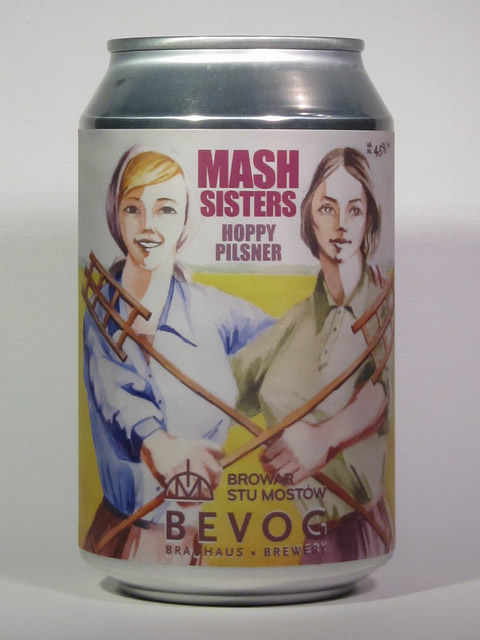 MASH
SISTERS
HOPPY
PILSNER
BROWAR
STU MOSTÓW
BEVOG
BRAUHAUS • BREWERY